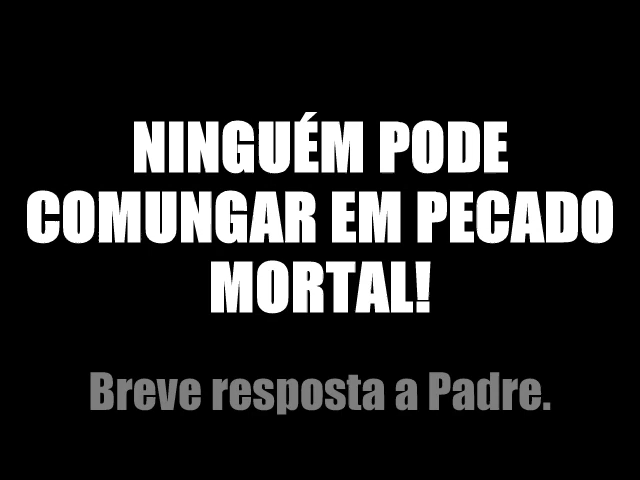 NINGUÉM PODE
COMUNGAR EM PECADO
MORTAL!
Breve resposta a Padre.